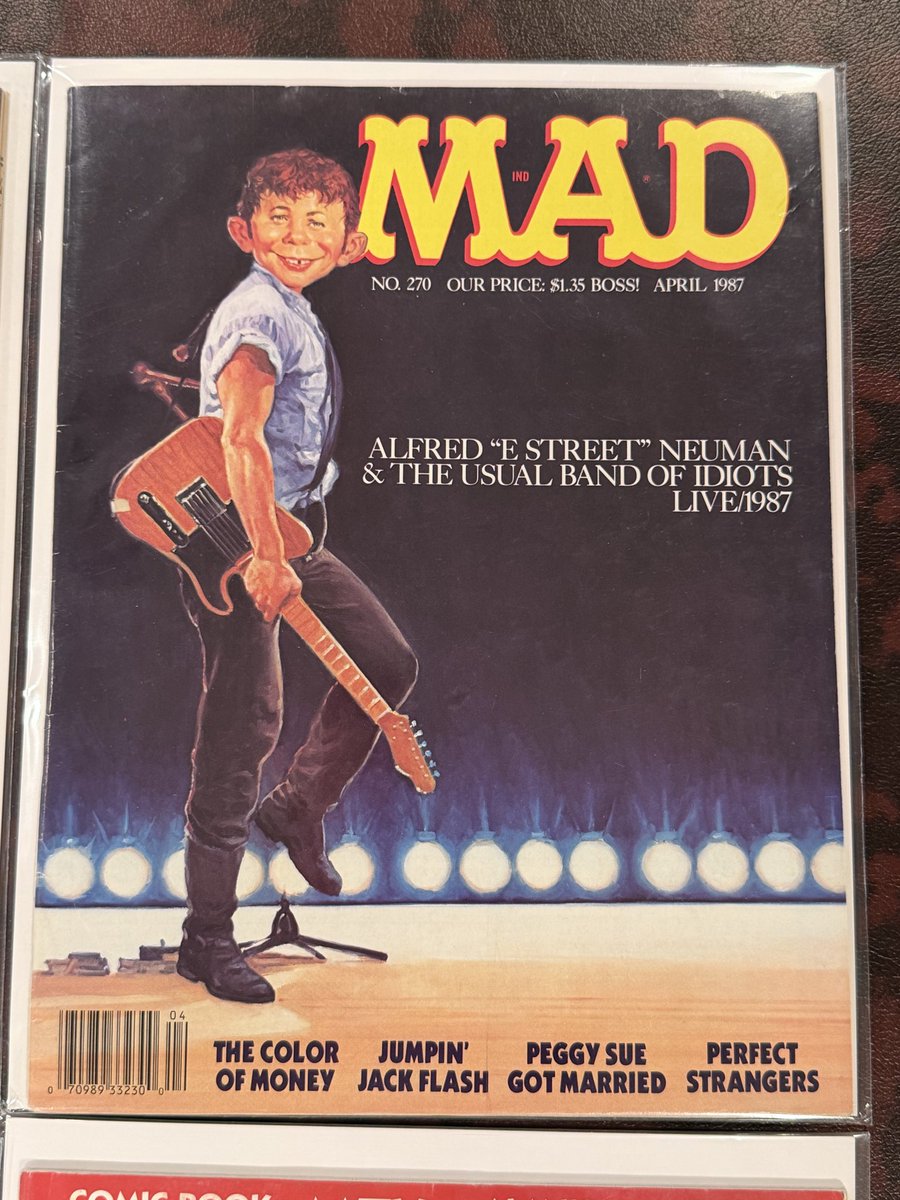 MAD
IND
NO. 270 OUR PRICE: $1.35 BOSS! APRIL 1987
ALFRED “E STREET” NEUMAN
& THE USUAL BAND OF IDIOTS
LIVE/1987
04
0 70989 33230 0
THE COLOR
OF MONEY
JUMPIN'
JACK FLASH
PEGGY SUE
GOT MARRIED
PERFECT
STRANGERS
COMIC BOOK